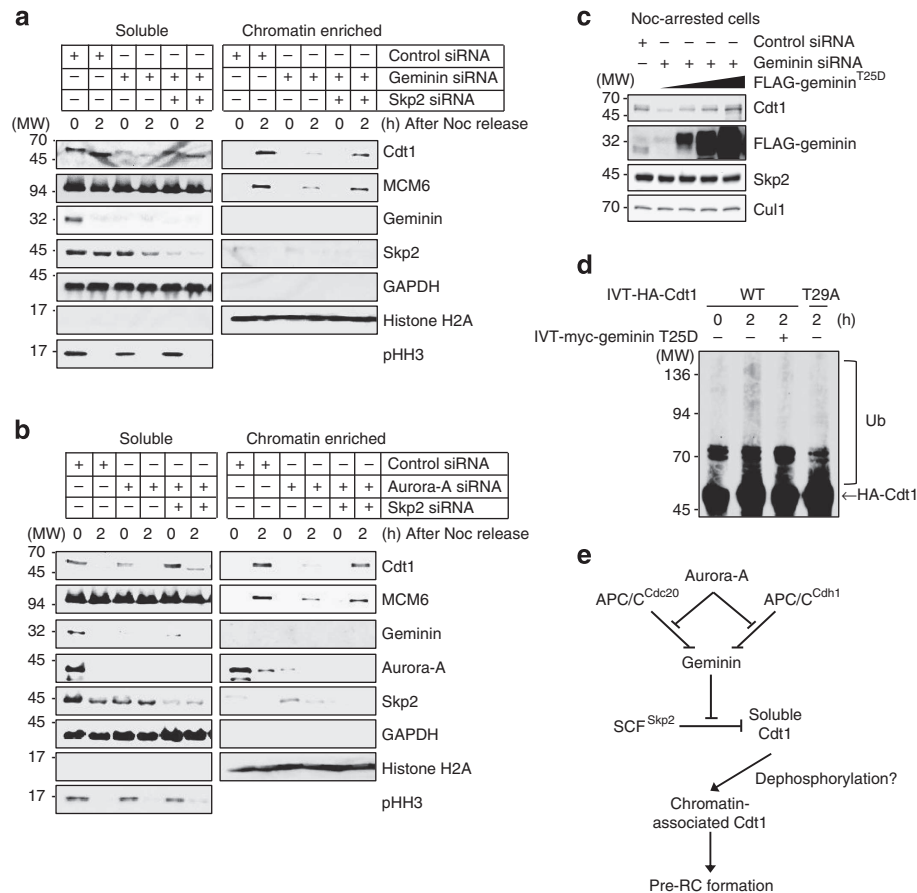 a
Soluble Chromatin enriched
+ + – – – – + + – – – – Control siRNA
– – + + + + – – + + + + Geminin siRNA
– – – – + + – – – – + + Skp2 siRNA
(MW) 0 2 0 2 0 2 0 2 0 2 0 2 (h) After Noc release
70
45 Cdt1
94 MCM6
32 Geminin
45 Skp2
45 GAPDH
17 Histone H2A
17 pHH3
b
Soluble Chromatin enriched
+ + – – – – + + – – – – Control siRNA
– – + + + + – – + + + + Aurora-A siRNA
– – – – + + – – – – + + Skp2 siRNA
(MW) 0 2 0 2 0 2 0 2 0 2 0 2 (h) After Noc release
70
45 Cdt1
94 MCM6
32 Geminin
45 Aurora-A
45 Skp2
45 GAPDH
17 Histone H2A
17 pHH3
c
Noc-arrested cells
+ – – – – Control siRNA
– + + + + Geminin siRNA
(MW) FLAG-geminin T25D
70
45 Cdt1
32 FLAG-geminin
45 Skp2
70 Cul1
d
IVT-HA-Cdt1 WT T29A
0 2 2 2 (h)
IVT-myc-geminin T25D – – + –
(MW)
136
94
70
45
Ub
←HA-Cdt1
e
Aurora-A
APC/C Cdc20 APC/C Cdh1
Geminin
SCF Skp2 Soluble
Cdt1
Dephosphorylation?
Chromatin-
associated Cdt1
Pre-RC formation